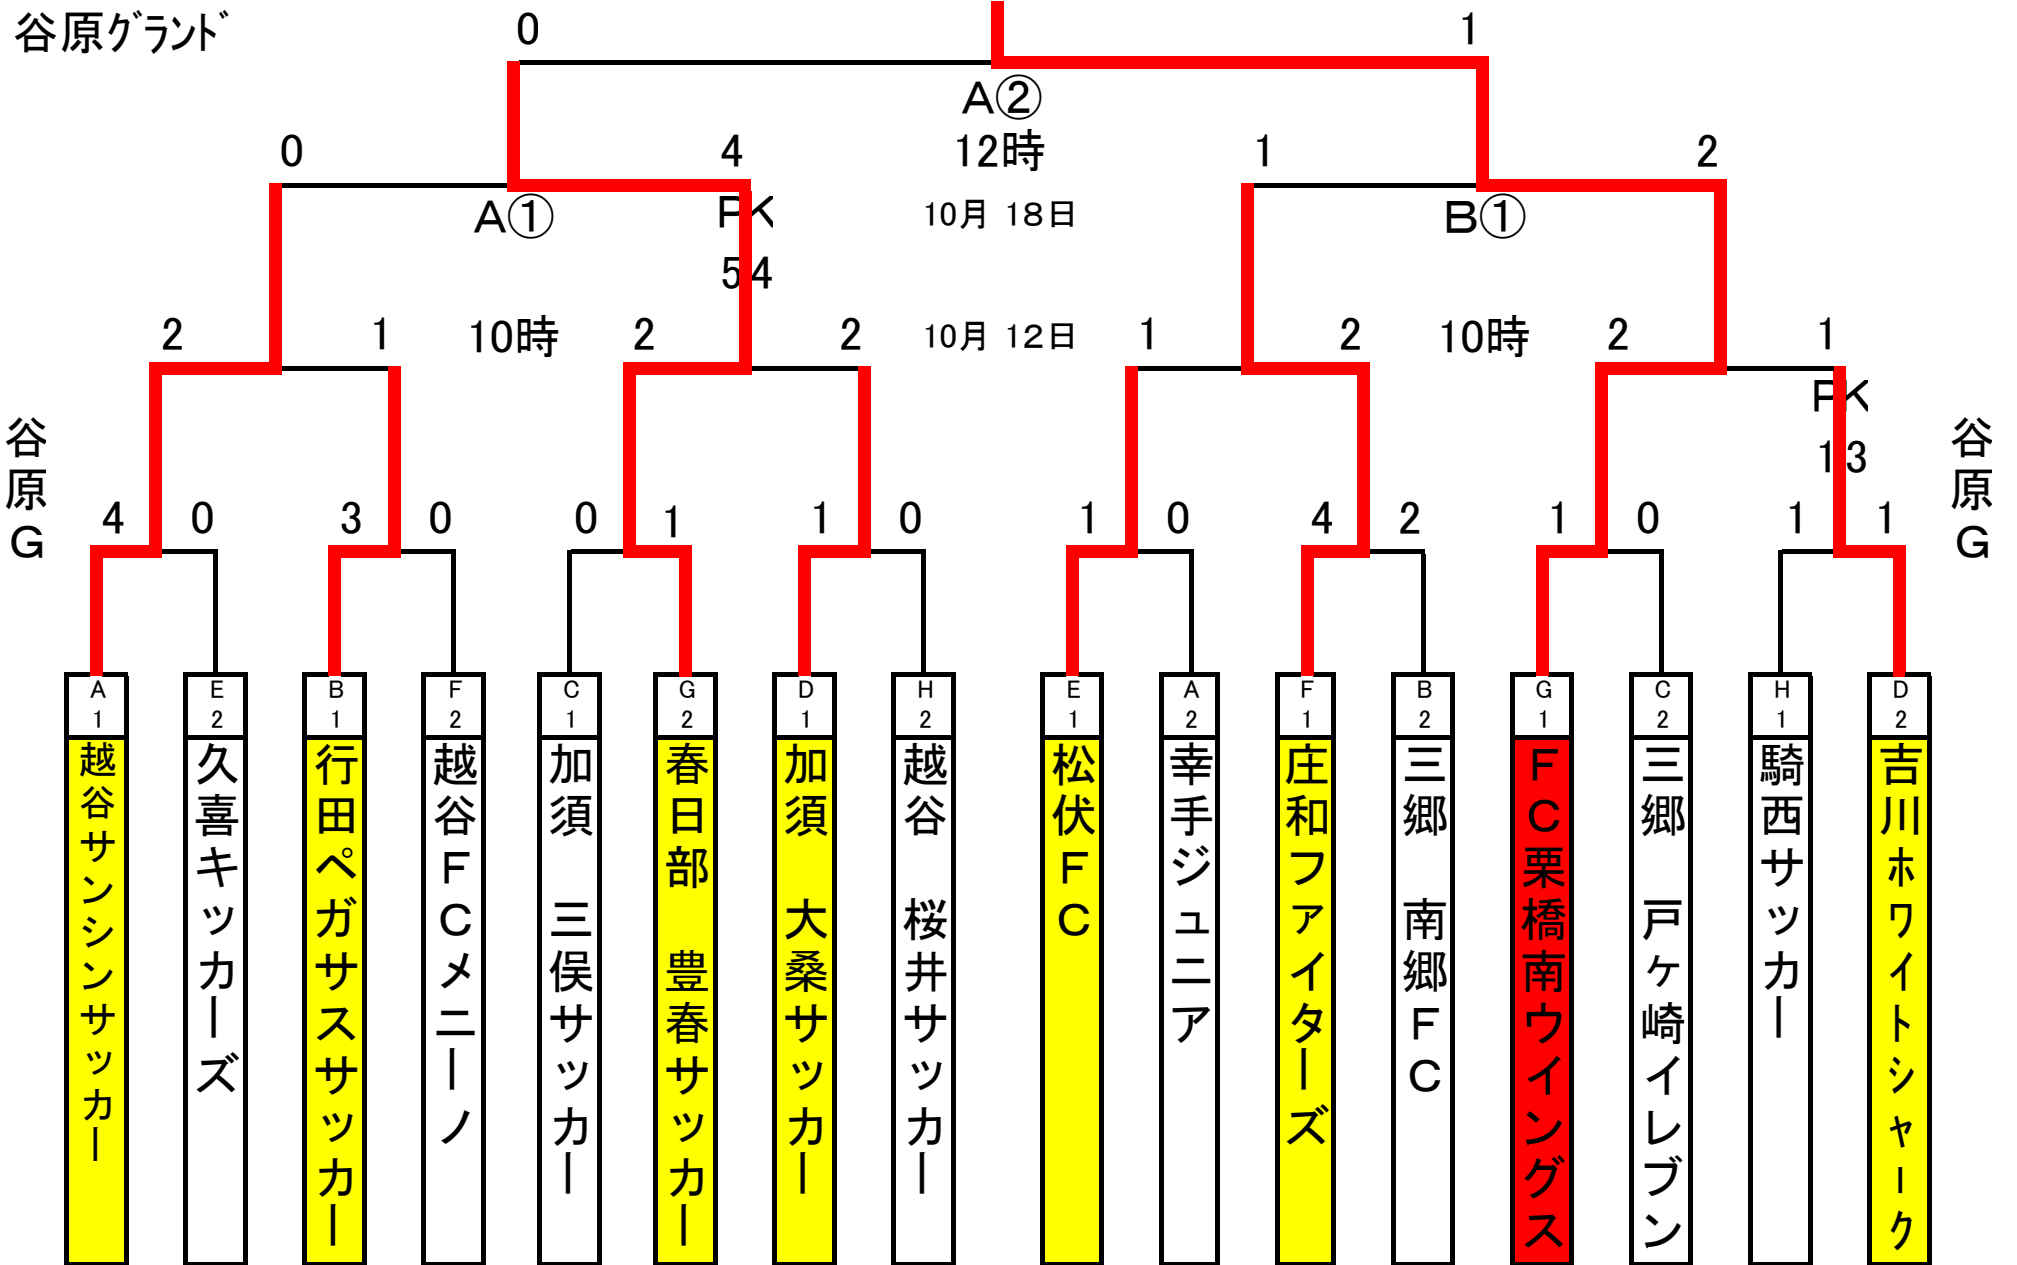 谷原ｸﾞﾗﾝﾄﾞ
0 1
A②
0 4 12時 1 2
A① PK 10月 18日 B①
5 4
2 1 10時 2 2 10月 12日 1 2 10時 2 1
PK
1 3
谷原G
谷原G
4 0 3 0 0 1 1 0 1 0 4 2 1 0 1 1
A1 越谷サンシンサッカー
E2 久喜キッカーズ
B1 行田ペガサスサッカー
F2 越谷FCメニーノ
C1 加須 三俣サッカー
G2 春日部 豊春サッカー
D1 加須 大桑サッカー
H2 越谷 桜井サッカー
E1 松伏FC
A2 幸手ジュニア
F1 庄和ファイターズ
B2 三郷 南郷FC
G1 FC栗橋南ウイングス
C2 三郷 戸ヶ崎イレブン
H1 騎西サッカー
D2 吉川ﾎﾜｲﾄｼｬｰｸ